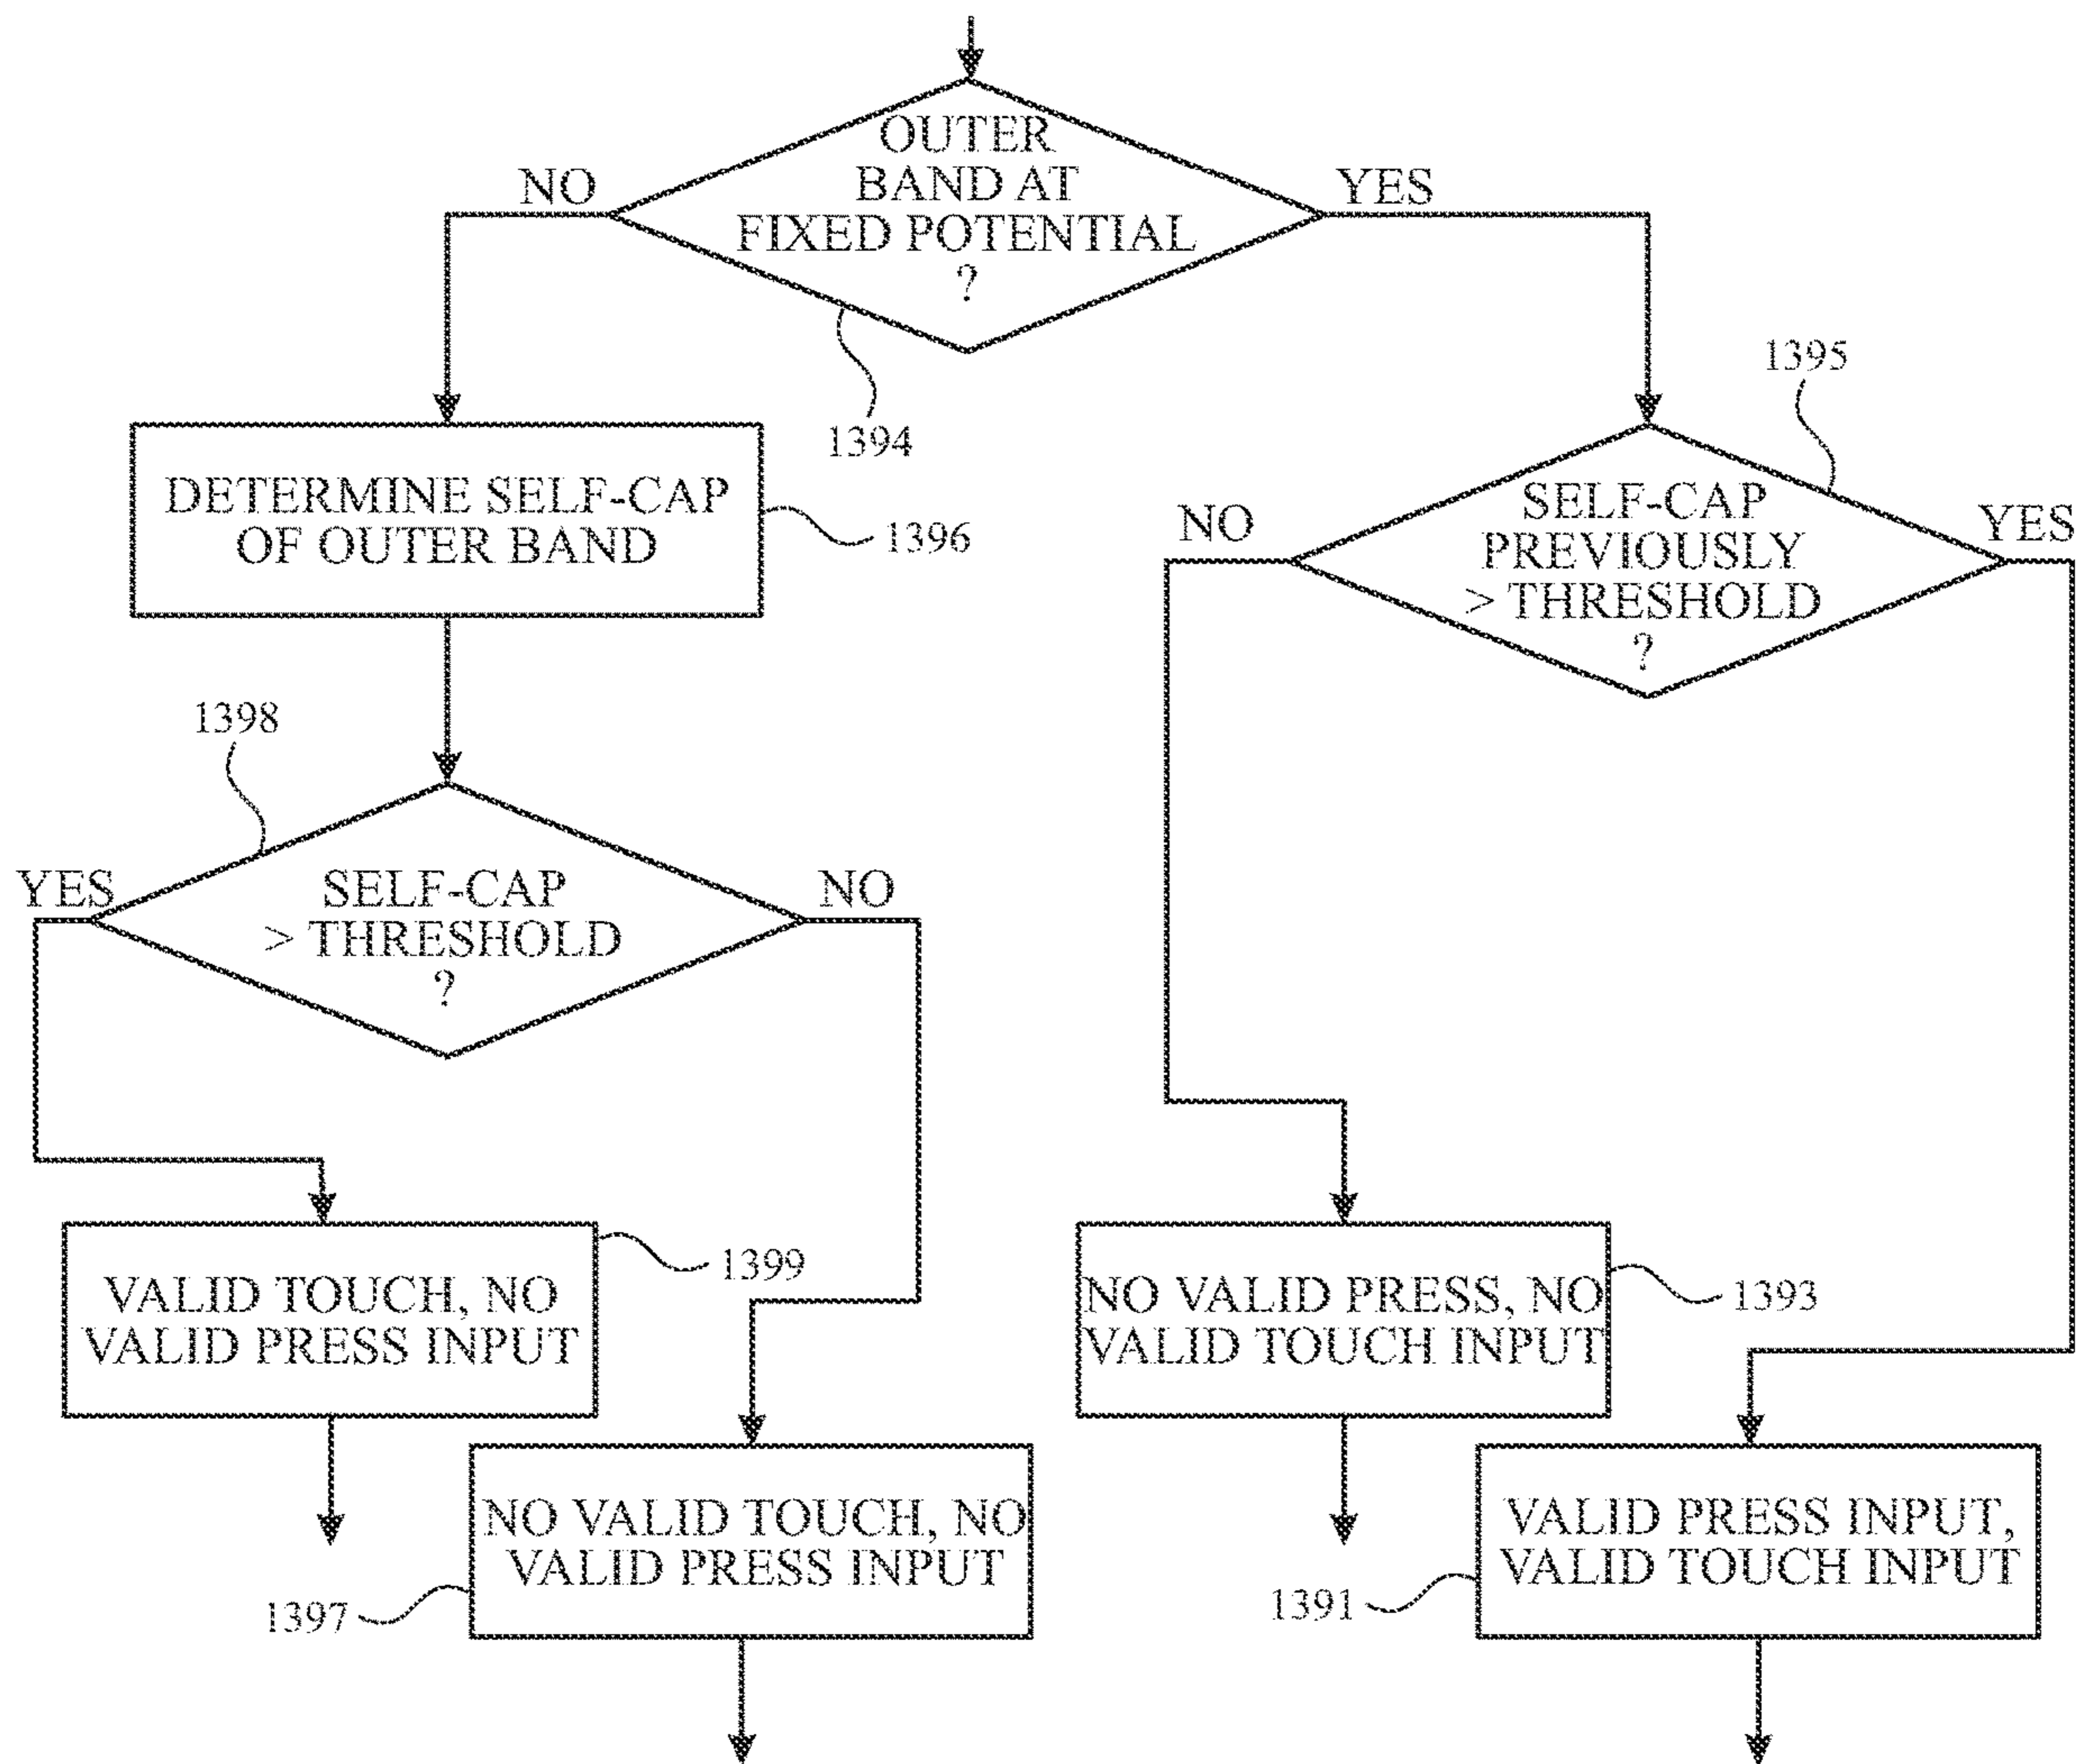 OUTER
BAND AT
FIXED POTENTIAL
?
NO
YES
1394
1395
DETERMINE SELF-CAP
OF OUTER BAND
1396
SELF-CAP
PREVIOUSLY
> THRESHOLD
?
NO
YES
1398
SELF-CAP
> THRESHOLD
?
YES
NO
VALID TOUCH, NO
VALID PRESS INPUT
1399
NO VALID PRESS, NO
VALID TOUCH INPUT
1393
NO VALID TOUCH, NO
VALID PRESS INPUT
1397
VALID PRESS INPUT,
VALID TOUCH INPUT
1391